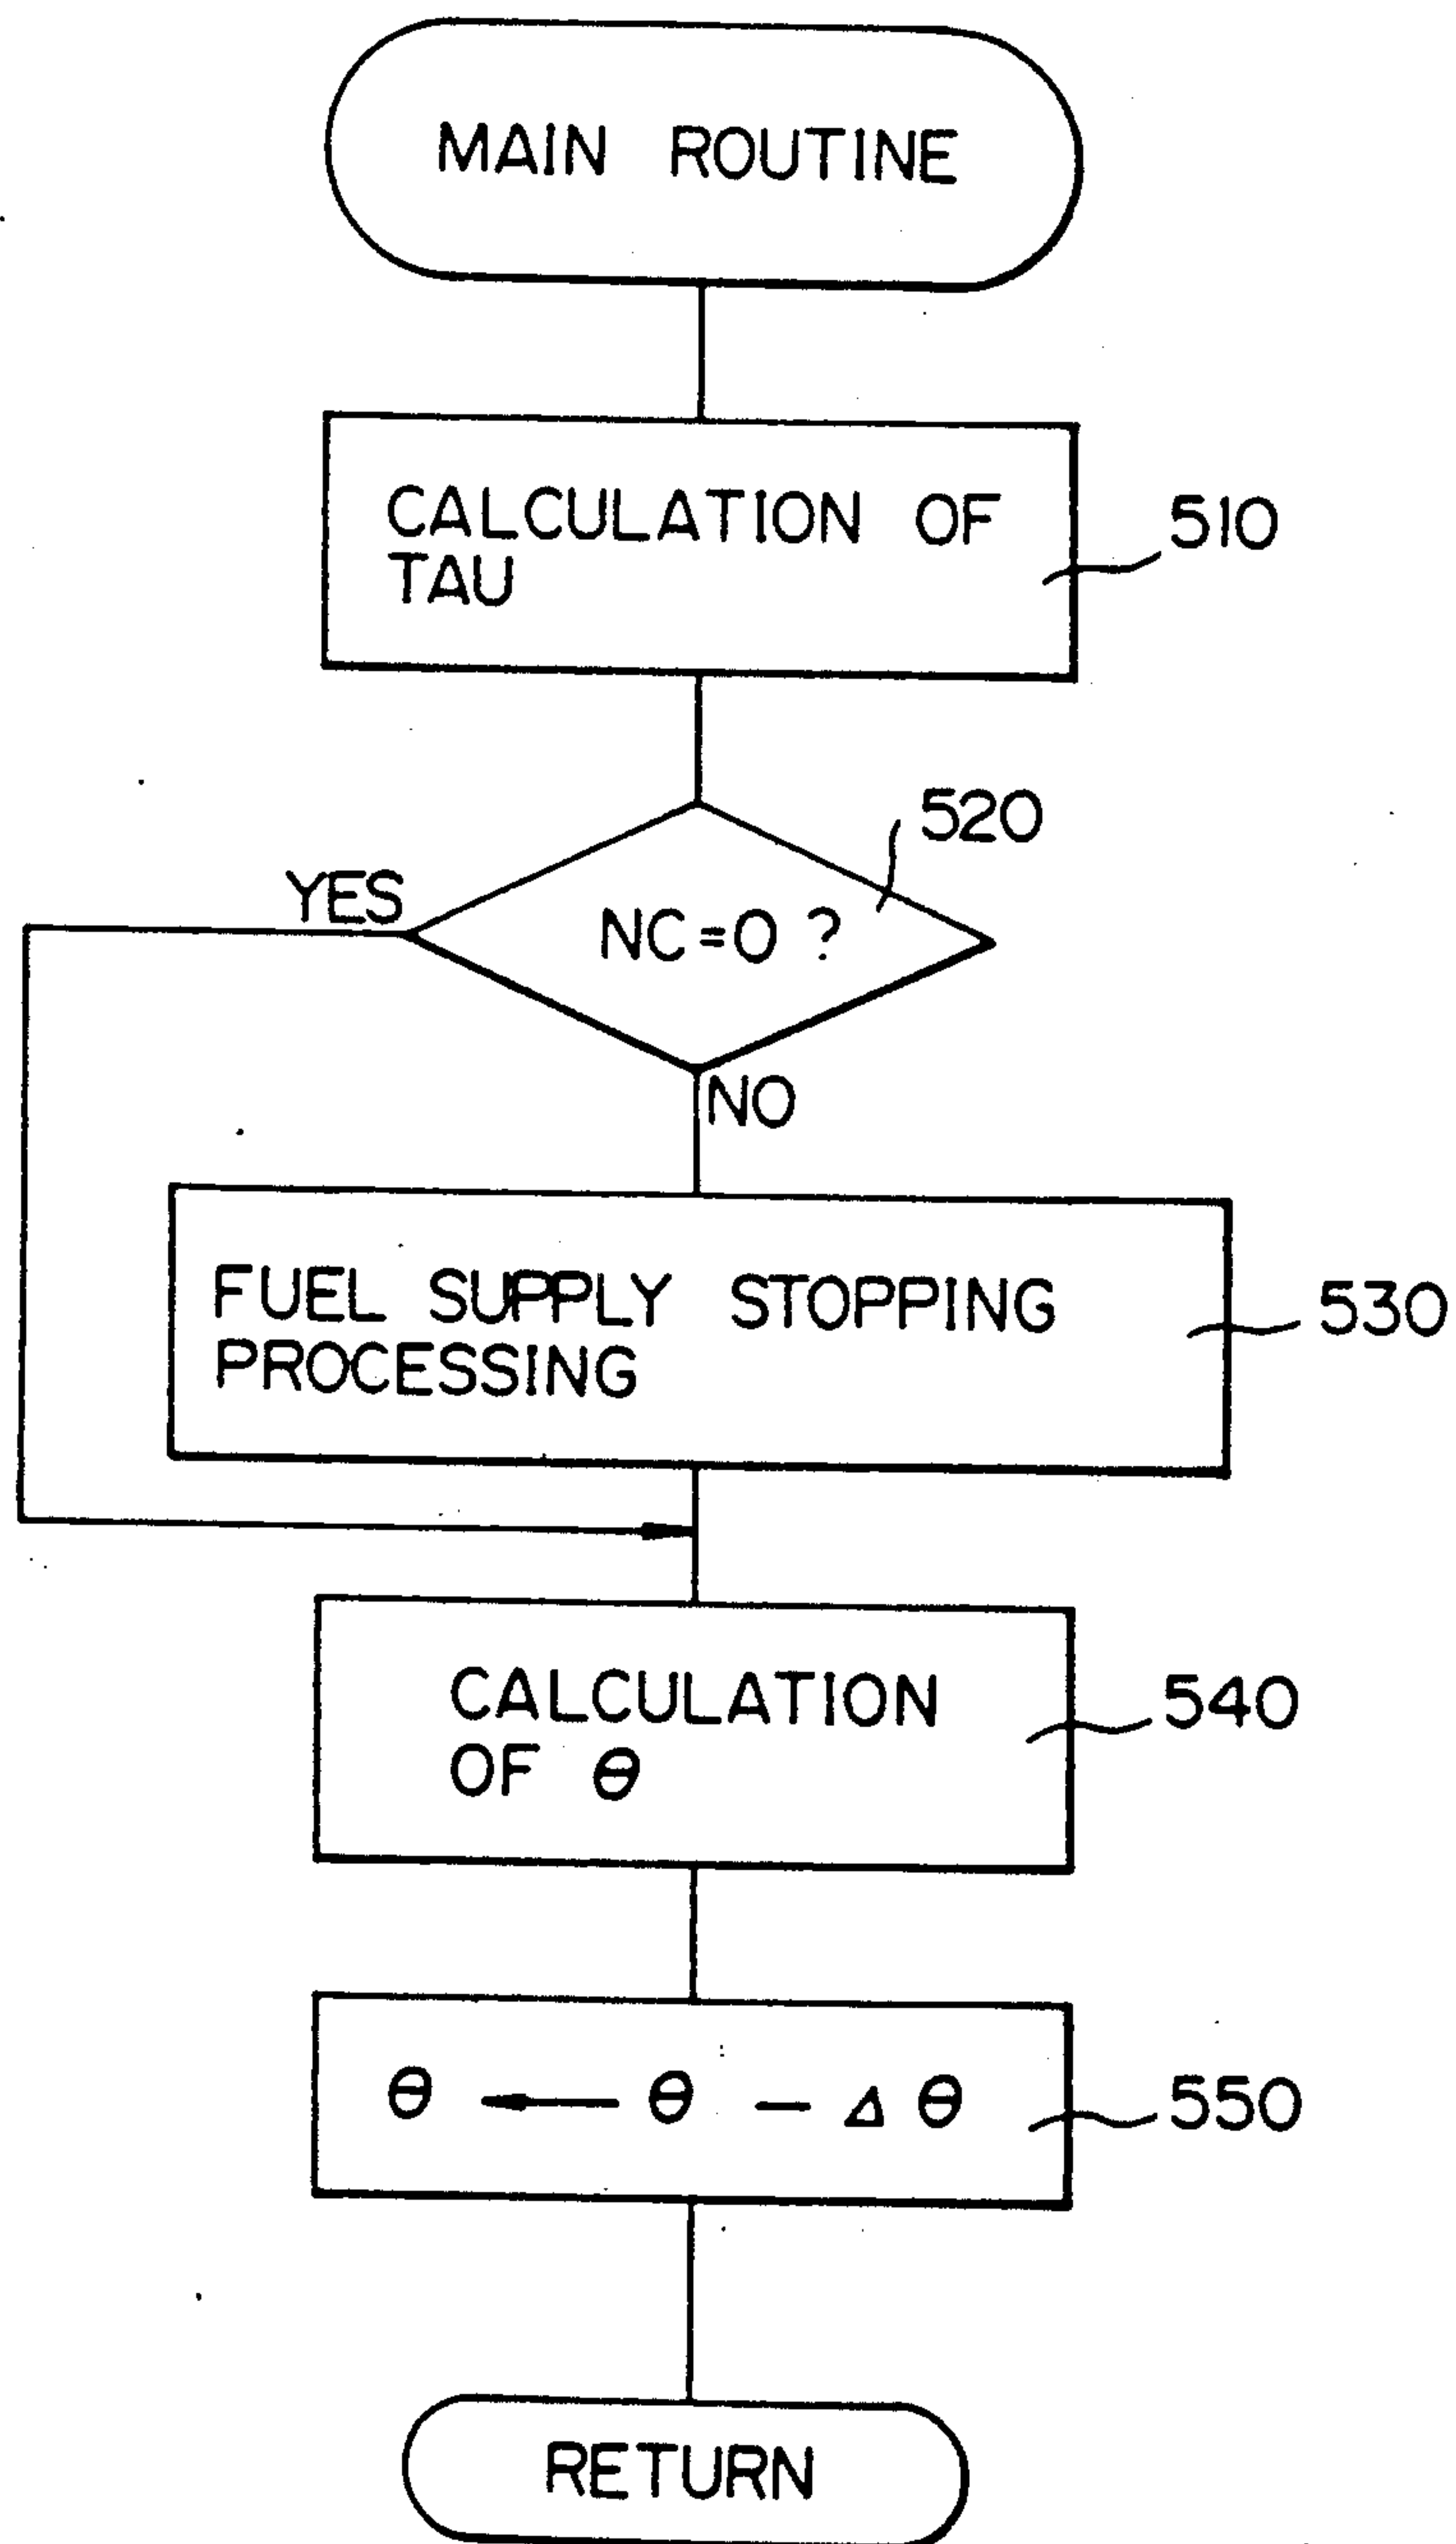 MAIN ROUTINE
CALCULATION OF
TAU
510
520
YES
NC=0 ?
NO
FUEL SUPPLY STOPPING
PROCESSING
530
CALCULATION
OF θ
540
θ ← θ − Δ θ
550
RETURN